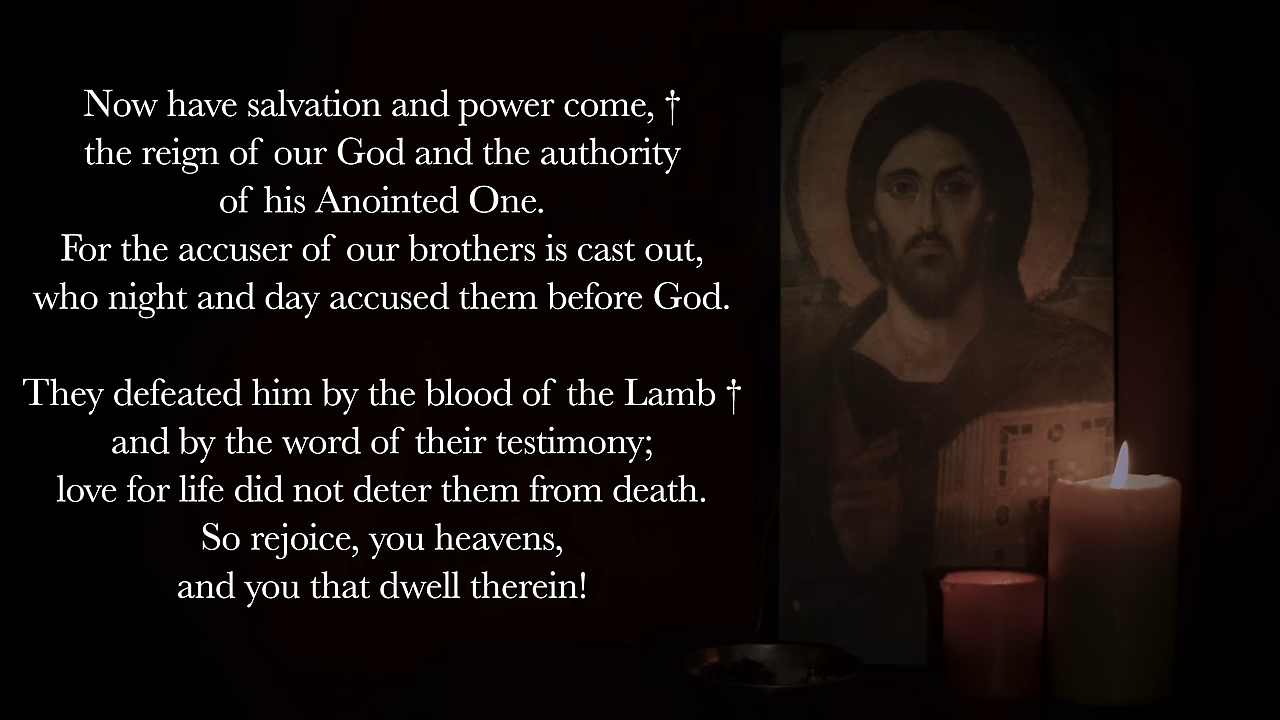 Now have salvation and power come, †
the reign of our God and the authority
of his Anointed One.
For the accuser of our brothers is cast out,
who night and day accused them before God.
They defeated him by the blood of the Lamb †
and by the word of their testimony;
love for life did not deter them from death.
So rejoice, you heavens,
and you that dwell therein!